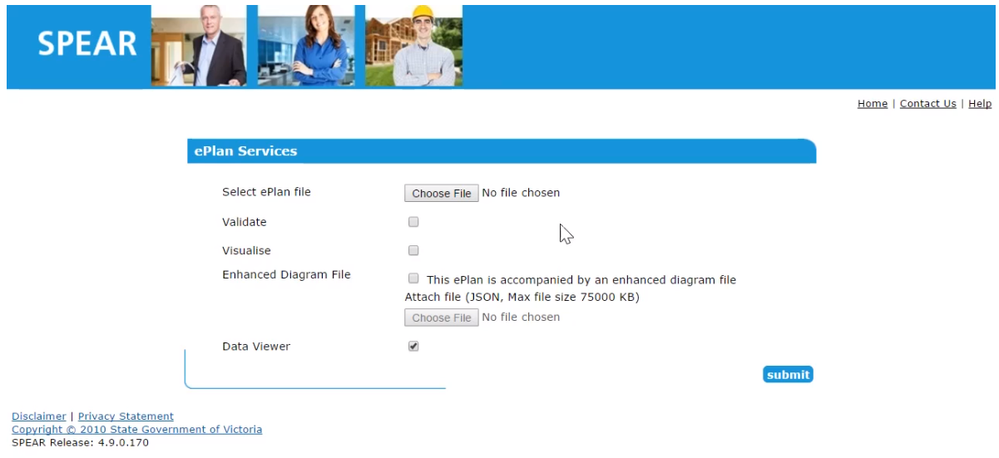 SPEAR
Home | Contact Us | Help
ePlan Services
Select ePlan file Choose File No file chosen
Validate
Visualise
Enhanced Diagram File This ePlan is accompanied by an enhanced diagram file
Attach file (JSON, Max file size 75000 KB)
Choose File No file chosen
Data Viewer
submit
Disclaimer | Privacy Statement
Copyright © 2010 State Government of Victoria
SPEAR Release: 4.9.0.170